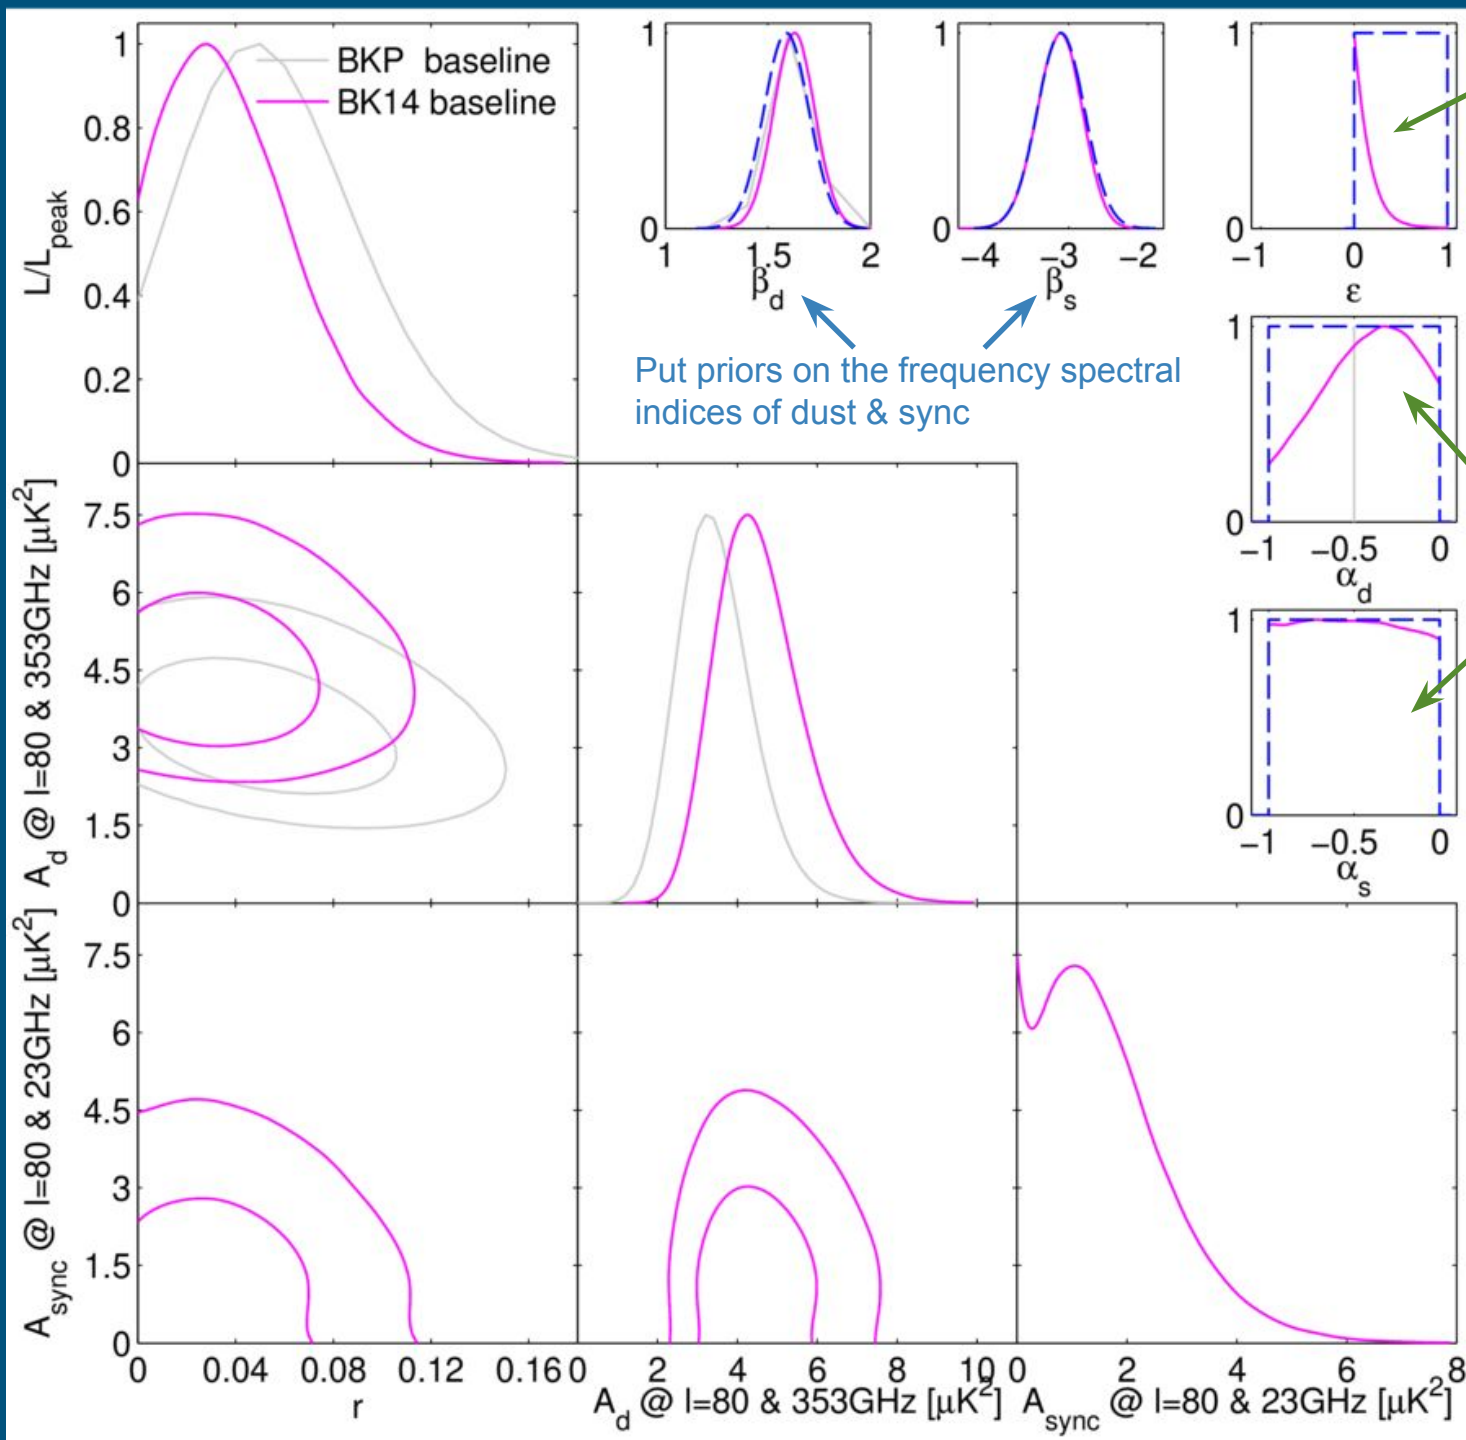 BKP baseline
BK14 baseline
L/L_peak
1
0.8
0.6
0.4
0.2
0
1
0
1 1.5 2
β_d
1
0
−4 −3 −2
β_s
1
0
−1 0 1
ε
Put priors on the frequency spectral
indices of dust & sync
1
0
−1 −0.5 0
α_d
1
0
−1 −0.5 0
α_s
A_d @ l=80 & 353GHz [μK²]
7.5
6
4.5
3
1.5
0
A_sync @ l=80 & 23GHz [μK²]
7.5
6
4.5
3
1.5
0
0 0.04 0.08 0.12 0.16
r
0 2 4 6 8 10
A_d @ l=80 & 353GHz [μK²]
0 2 4 6 8
A_sync @ l=80 & 23GHz [μK²]